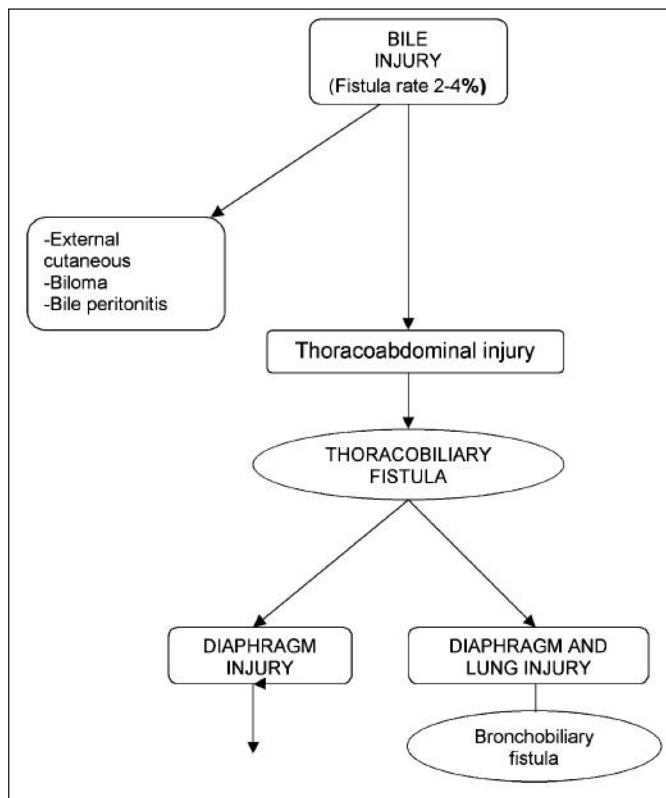 BILE
INJURY
(Fistula rate 2-4%)
-External
cutaneous
-Biloma
-Bile peritonitis
Thoracoabdominal injury
THORACOBILIARY
FISTULA
DIAPHRAGM
INJURY
DIAPHRAGM AND
LUNG INJURY
Bronchobiliary
fistula